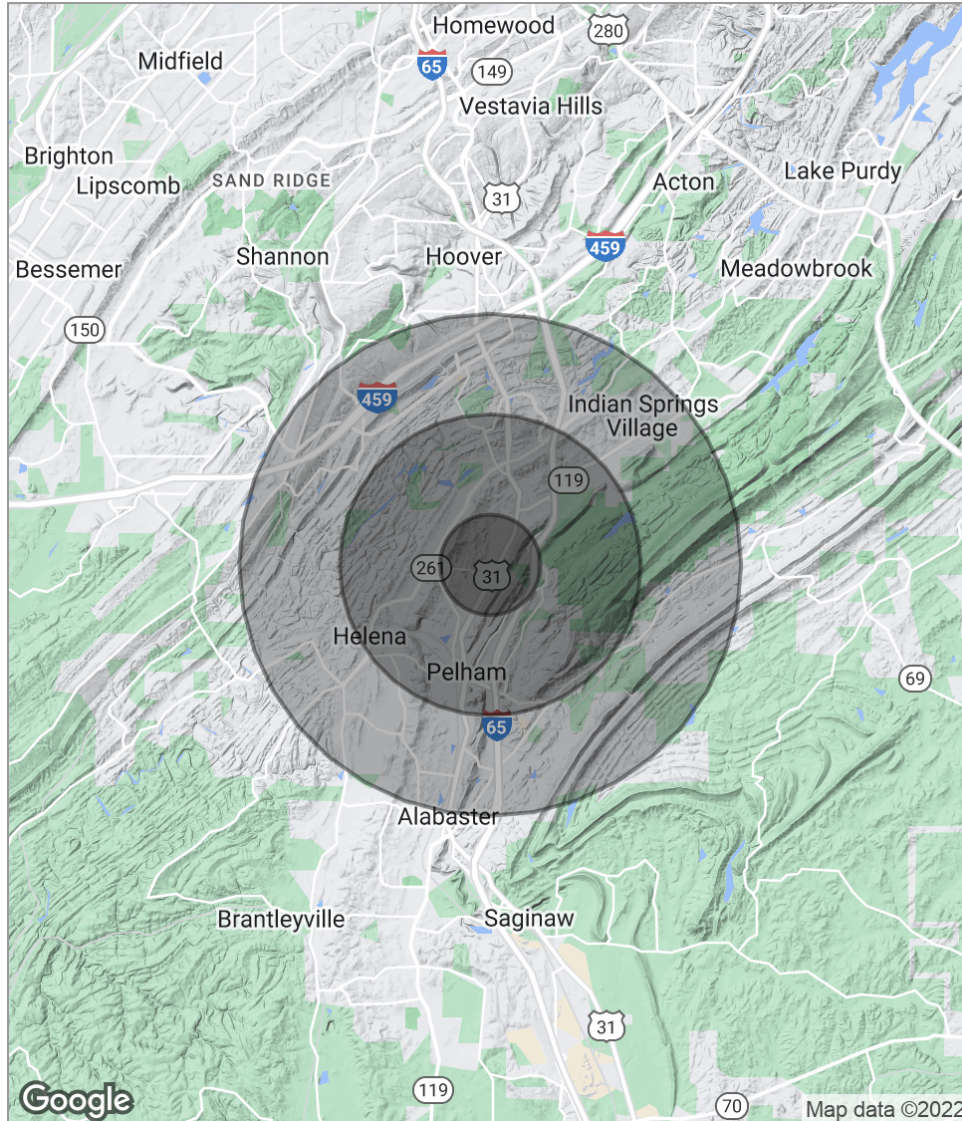 Homewood
280
Midfield
65
149
Vestavia Hills
Brighton
Lipscomb
SAND RIDGE
31
Acton
Lake Purdy
Bessemer
Shannon
Hoover
459
Meadowbrook
150
459
Indian Springs
Village
119
261
31
Helena
Pelham
69
65
Alabaster
Brantleyville
Saginaw
31
119
70
Google
Map data ©2022